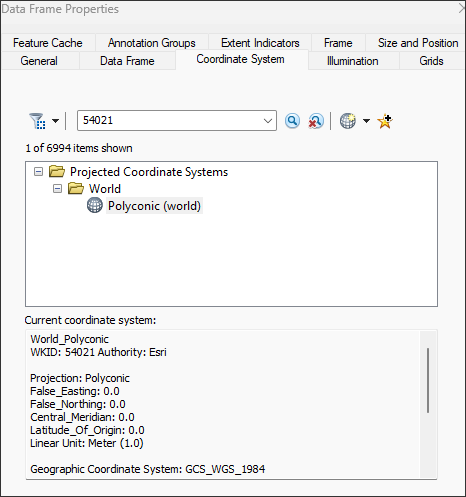 Data Frame Properties
Feature Cache Annotation Groups Extent Indicators Frame Size and Position
General Data Frame Coordinate System Illumination Grids
54021
1 of 6994 items shown
Projected Coordinate Systems
World
Polyconic (world)
Current coordinate system:
World_Polyconic
WKID: 54021 Authority: Esri
Projection: Polyconic
False_Easting: 0.0
False_Northing: 0.0
Central_Meridian: 0.0
Latitude_Of_Origin: 0.0
Linear Unit: Meter (1.0)
Geographic Coordinate System: GCS_WGS_1984